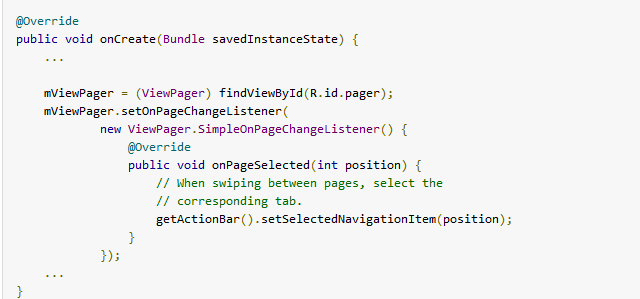 @Override
public void onCreate(Bundle savedInstanceState) {
    ...

    mViewPager = (ViewPager) findViewById(R.id.pager);
    mViewPager.setOnPageChangeListener(
            new ViewPager.SimpleOnPageChangeListener() {
                @Override
                public void onPageSelected(int position) {
                    // When swiping between pages, select the
                    // corresponding tab.
                    getActionBar().setSelectedNavigationItem(position);
                }
            });
    ...
}